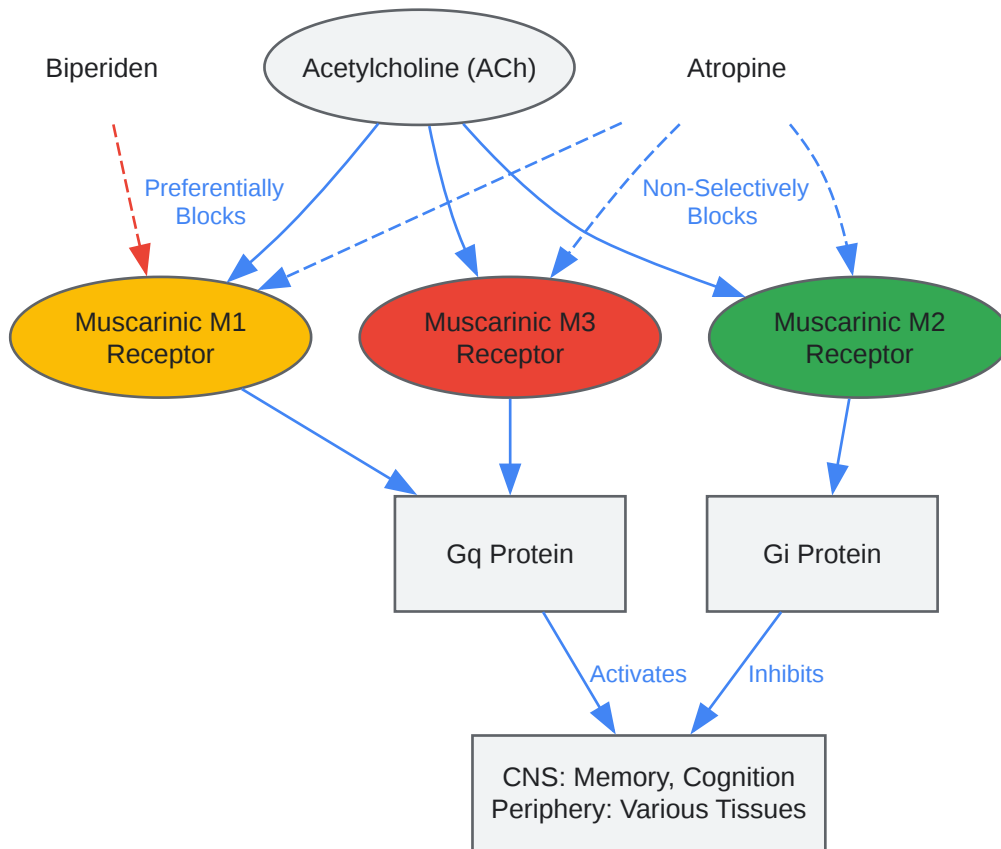 Biperiden
Acetylcholine (ACh)
Atropine
Preferentially
Blocks
Non-Selectively
Blocks
Muscarinic M1
Receptor
Muscarinic M3
Receptor
Muscarinic M2
Receptor
Gq Protein
Gi Protein
Activates
Inhibits
CNS: Memory, Cognition
Periphery: Various Tissues